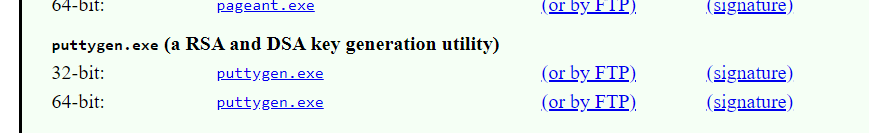 64-bit: pageant.exe (or by FTP) (signature)
puttygen.exe (a RSA and DSA key generation utility)
32-bit: puttygen.exe (or by FTP) (signature)
64-bit: puttygen.exe (or by FTP) (signature)